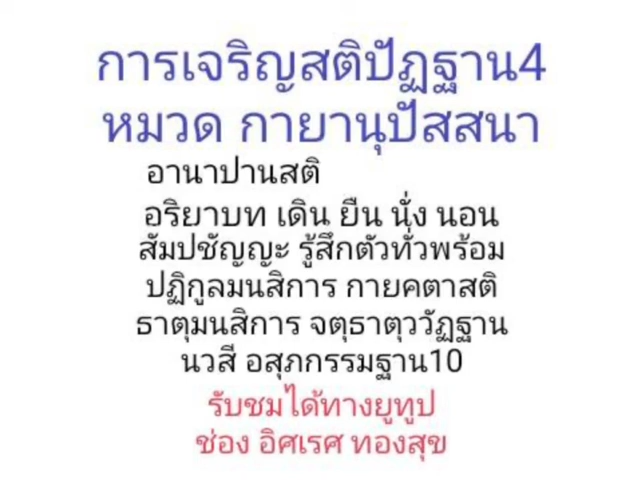 การเจริญสติปัฏฐาน4
หมวด กายานุปัสสนา
อานาปานสติ
อริยาบท เดิน ยืน นั่ง นอน
สัมปชัญญะ รู้สึกตัวทั่วพร้อม
ปฏิกูลมนสิการ กายคตาสติ
ธาตุมนสิการ จตุธาตุววัฏฐาน
นวสี อสุภกรรมฐาน10
รับชมได้ทางยูทูป
ช่อง อิศเรศ ทองสุข